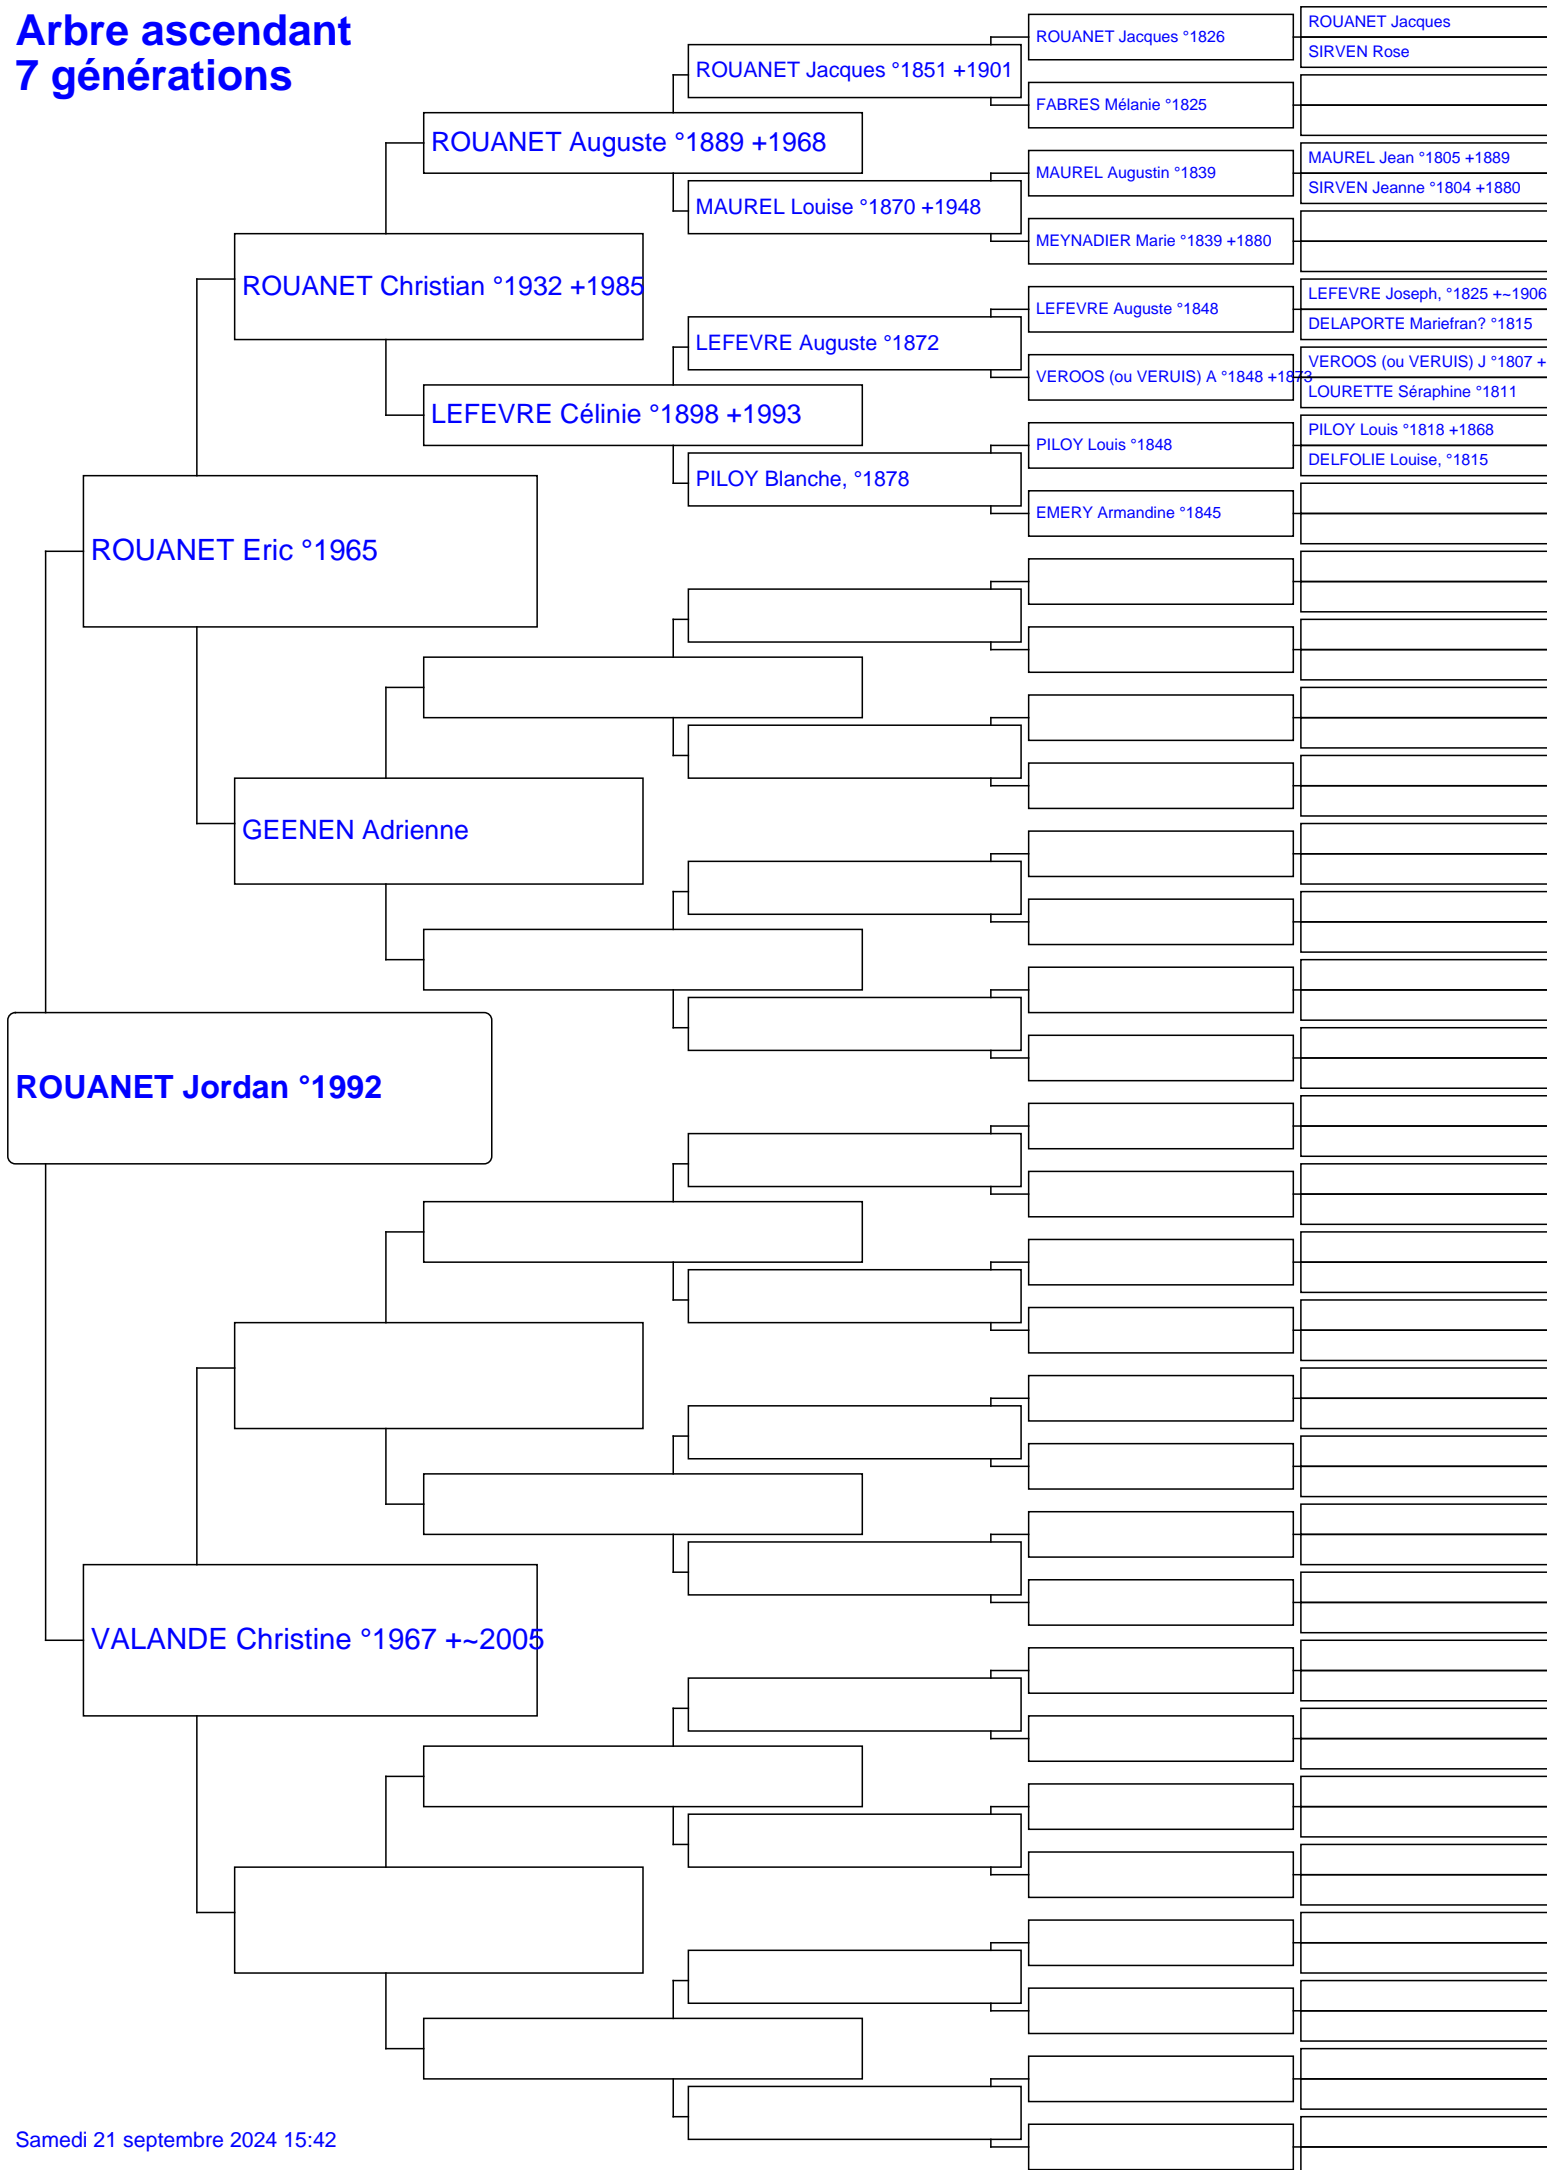 Arbre ascendant
7 générations
ROUANET Jacques
ROUANET Jacques °1826
SIRVEN Rose
ROUANET Jacques °1851 +1901
FABRES Mélanie °1825
ROUANET Auguste °1889 +1968
MAUREL Jean °1805 +1889
MAUREL Augustin °1839
SIRVEN Jeanne °1804 +1880
MAUREL Louise °1870 +1948
MEYNADIER Marie °1839 +1880
ROUANET Christian °1932 +1985
LEFEVRE Joseph, °1825 +~1906
LEFEVRE Auguste °1848
DELAPORTE Mariefran? °1815
LEFEVRE Auguste °1872
VEROOS (ou VERUIS) J °1807 +
VEROOS (ou VERUIS) A °1848 +1873
LOURETTE Séraphine °1811
LEFEVRE Célinie °1898 +1993
PILOY Louis °1818 +1868
PILOY Louis °1848
DELFOLIE Louise, °1815
PILOY Blanche, °1878
EMERY Armandine °1845
ROUANET Eric °1965
GEENEN Adrienne
ROUANET Jordan °1992
VALANDE Christine °1967 +~2005
Samedi 21 septembre 2024 15:42